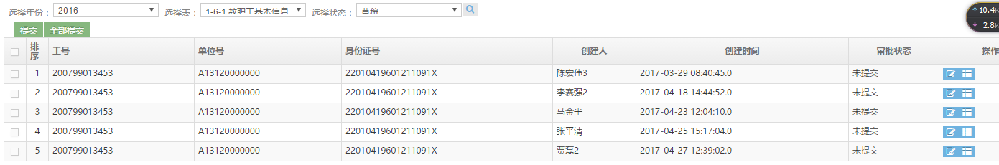 选择年份： 2016 选择表： 1-6-1 教职工基本信息 选择状态： 草稿
10.4K
2.8K
提交 全部提交
排序 工号 单位号 身份证号 创建人 创建时间 审批状态 操作
1 200799013453 A13120000000 22010419601211091X 陈宏伟3 2017-03-29 08:40:45.0 未提交
2 200799013453 A13120000000 22010419601211091X 李赛强2 2017-04-18 14:44:52.0 未提交
3 200799013453 A13120000000 22010419601211091X 马金平 2017-04-23 12:04:10.0 未提交
4 200799013453 A13120000000 22010419601211091X 张平清 2017-04-25 15:17:04.0 未提交
5 200799013453 A13120000000 22010419601211091X 贾磊2 2017-04-27 12:39:02.0 未提交